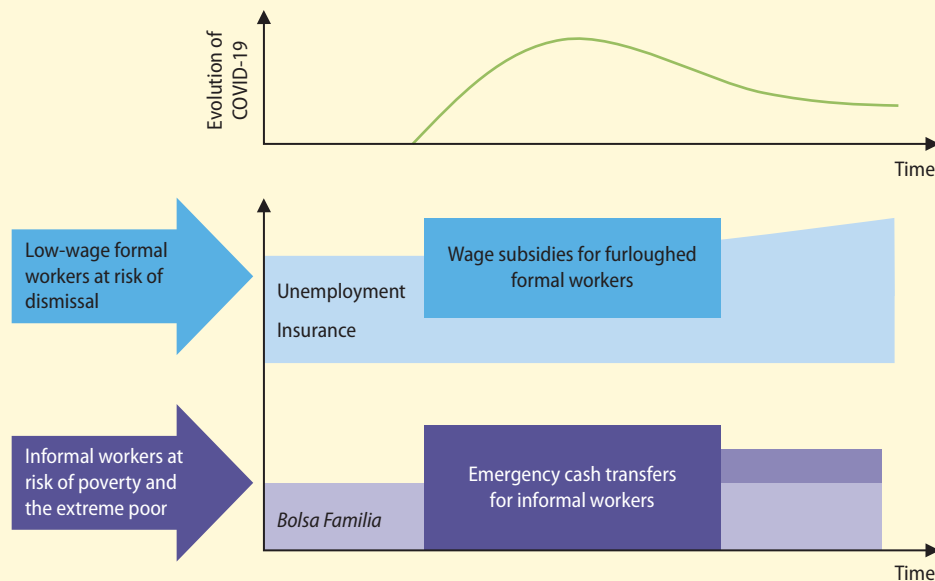 Evolution of
COVID-19
Time
Low-wage formal
workers at risk of
dismissal
Wage subsidies for furloughed
formal workers
Unemployment
Insurance
Informal workers at
risk of poverty and
the extreme poor
Emergency cash transfers
for informal workers
Bolsa Familia
Time